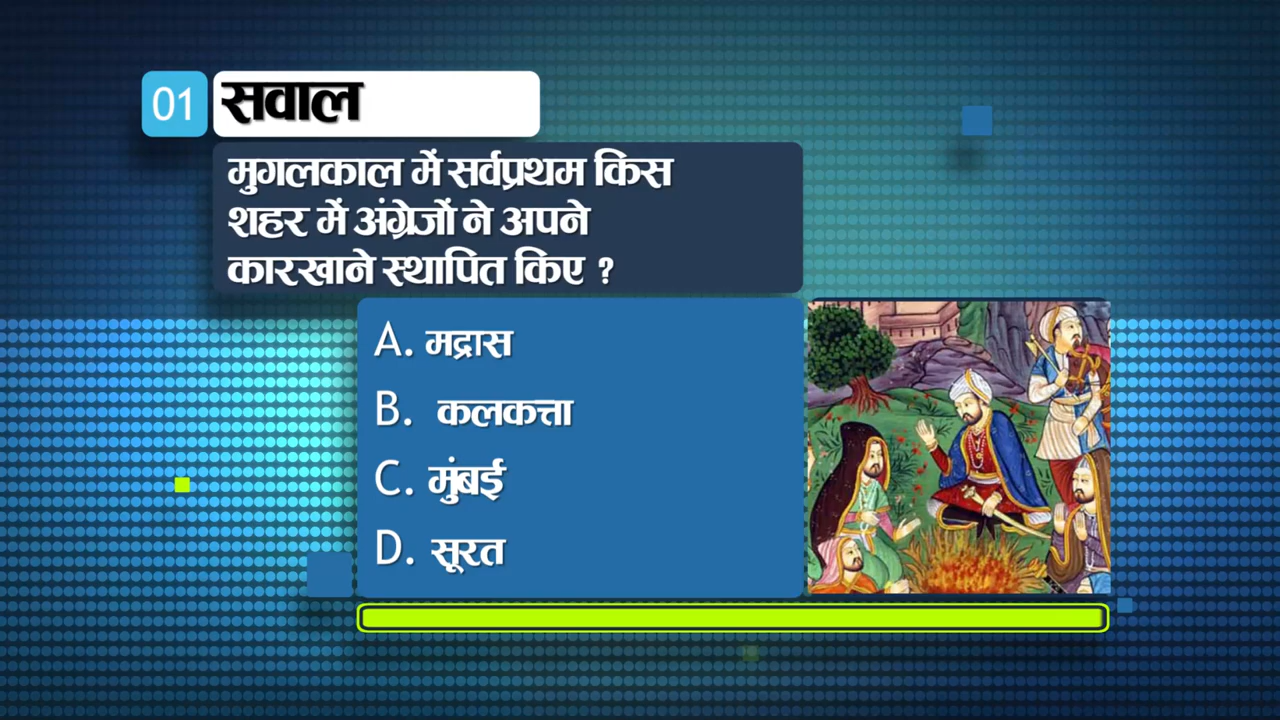 01 सवाल
मुगलकाल में सर्वप्रथम किस
शहर में अंग्रेजों ने अपने
कारखाने स्थापित किए ?
A. मद्रास
B. कलकत्ता
C. मुंबई
D. सूरत